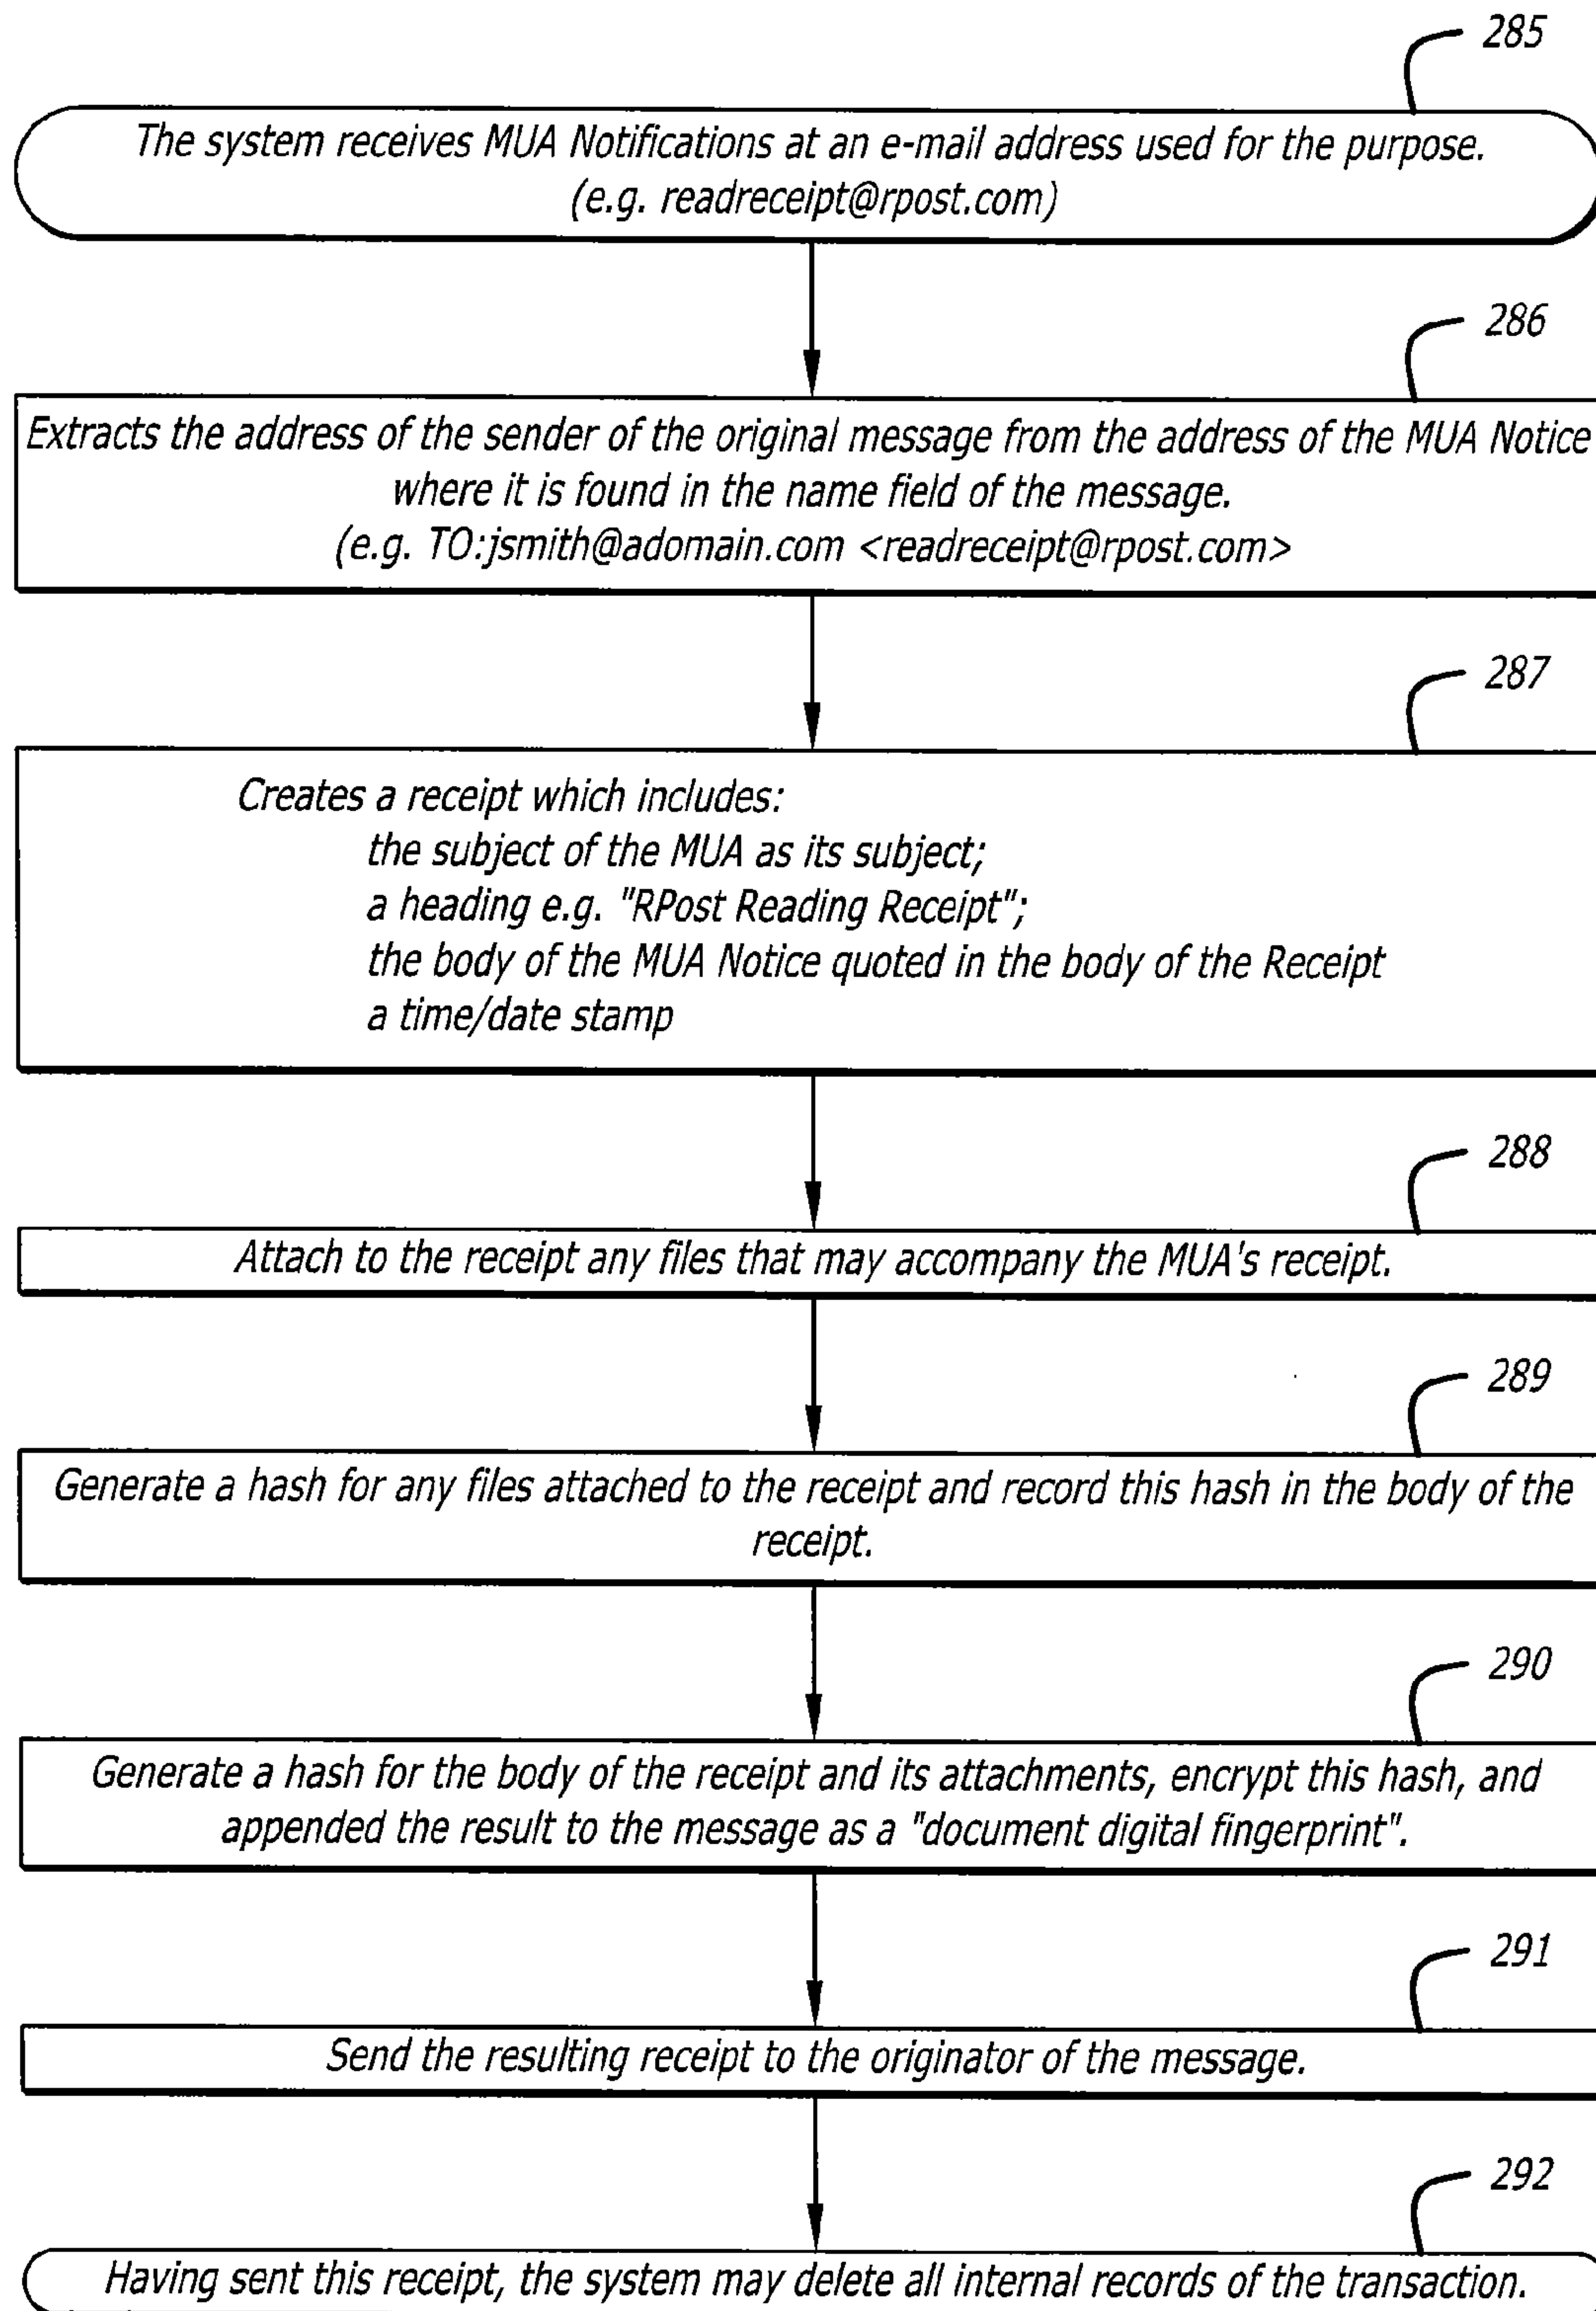 285
The system receives MUA Notifications at an e-mail address used for the purpose.
(e.g. readreceipt@rpost.com)
286
Extracts the address of the sender of the original message from the address of the MUA Notice
where it is found in the name field of the message.
(e.g. TO:jsmith@adomain.com <readreceipt@rpost.com>
287
Creates a receipt which includes:
the subject of the MUA as its subject;
a heading e.g. "RPost Reading Receipt";
the body of the MUA Notice quoted in the body of the Receipt
a time/date stamp
288
Attach to the receipt any files that may accompany the MUA's receipt.
289
Generate a hash for any files attached to the receipt and record this hash in the body of the
receipt.
290
Generate a hash for the body of the receipt and its attachments, encrypt this hash, and
appended the result to the message as a "document digital fingerprint".
291
Send the resulting receipt to the originator of the message.
292
Having sent this receipt, the system may delete all internal records of the transaction.